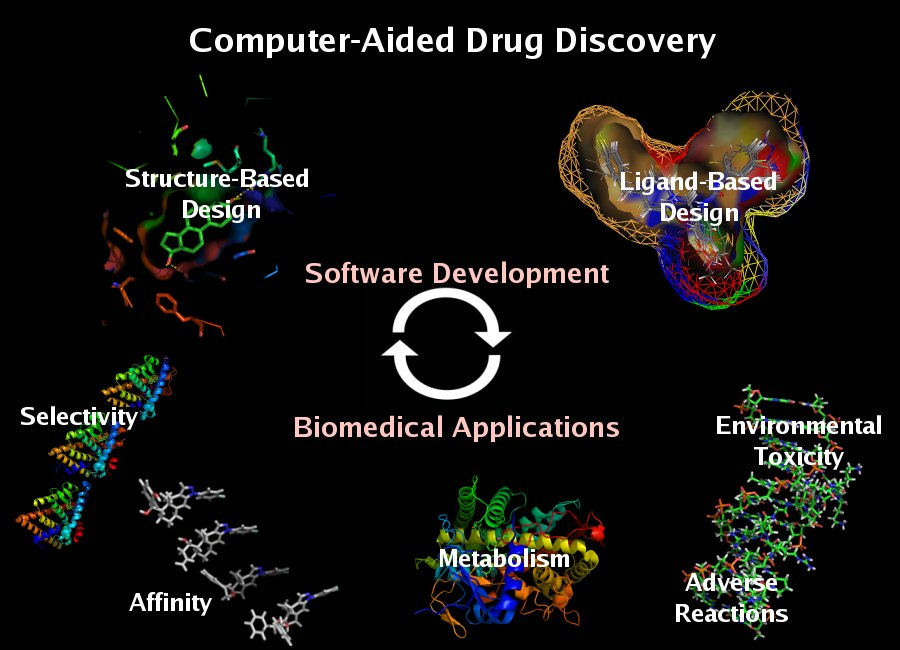 Computer-Aided Drug Discovery
Structure-Based
Design
Ligand-Based
Design
Software Development
Biomedical Applications
Selectivity
Environmental
Toxicity
Metabolism
Affinity
Adverse
Reactions